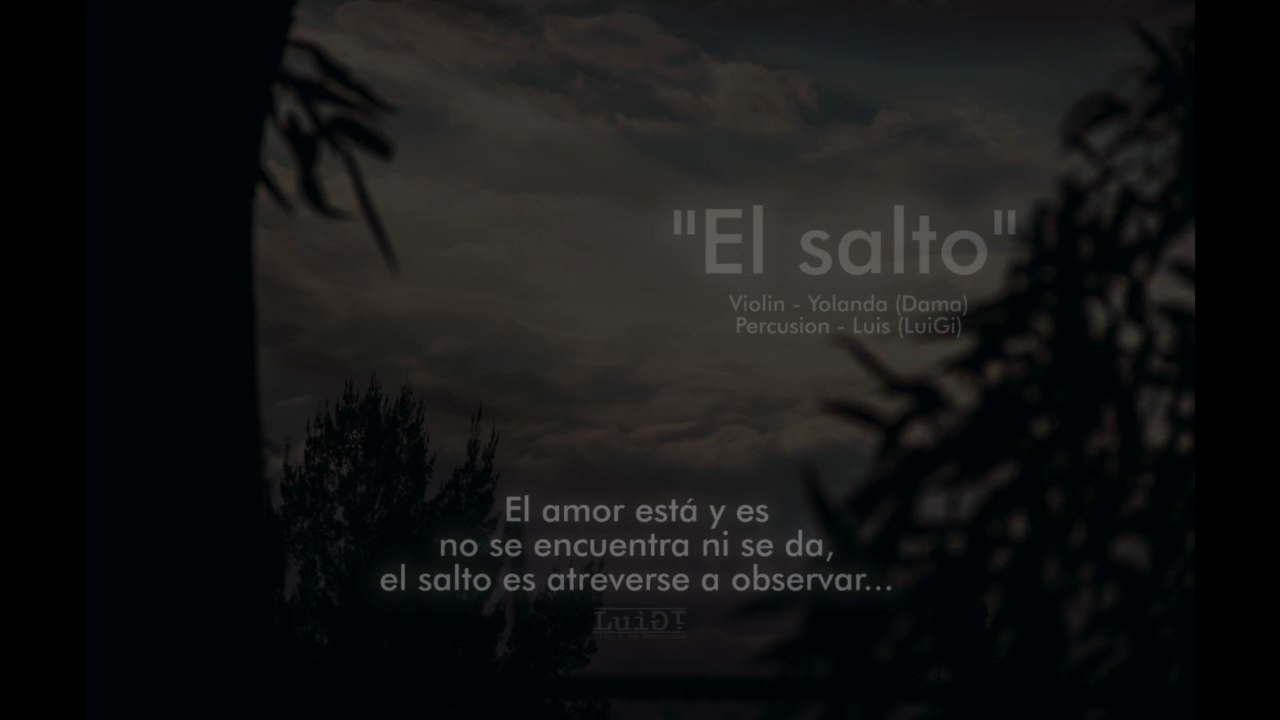 "El salto"
Violin - Yolanda (Dama)
Percusion - Luis (LuiGi)
El amor está y es
no se encuentra ni se da,
el salto es atreverse a observar...
LuiGi